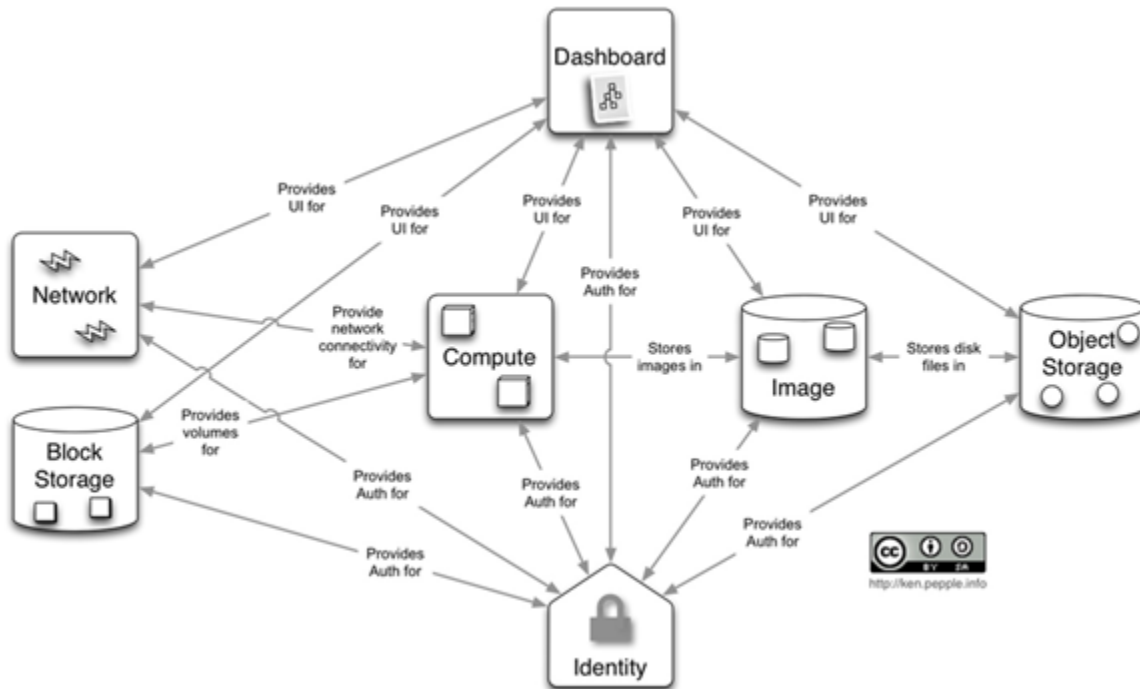 Dashboard
Provides
UI for
Provides
UI for
Provides
UI for
Provides
UI for
Provides
UI for
Provides
Auth for
Network
Provide
network
connectivity
for
Compute
Stores
images in
Image
Stores disk
files in
Object
Storage
Provides
volumes
for
Block
Storage
Provides
Auth for
Provides
Auth for
Provides
Auth for
Provides
Auth for
Provides
Auth for
Identity
cc
BY SA
http://ken.pepple.info